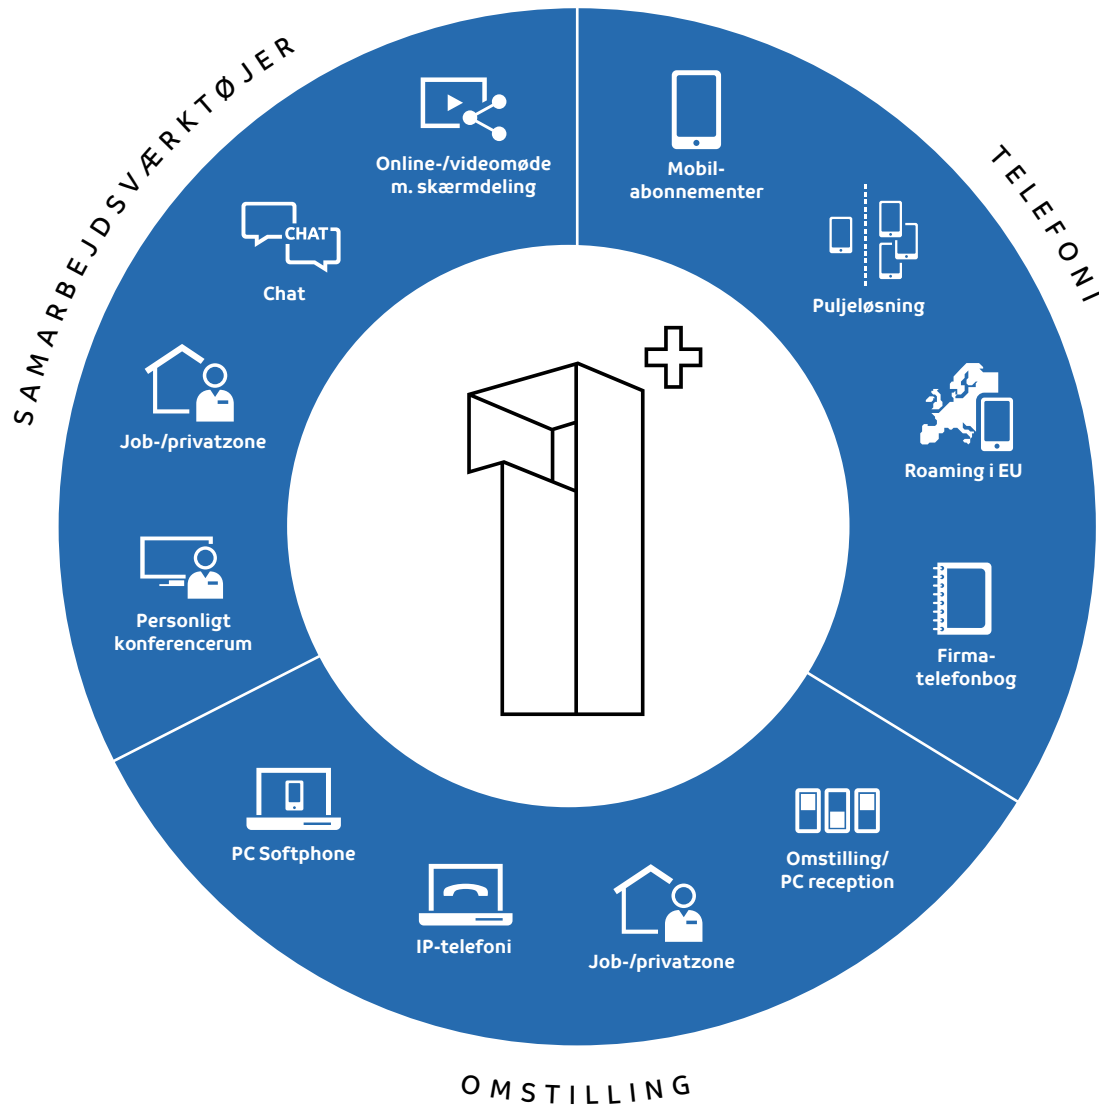 SAMARBEJDSVÆRKTØJER
Online-/videomøde
m. skærmdeling
CHAT
Chat
Job-/privatzone
Personligt
konferencerum
TELEFONI
Mobil-
abonnementer
Puljeløsning
Roaming i EU
Firma-
telefonbog
Omstilling/
PC reception
Job-/privatzone
IP-telefoni
PC Softphone
OMSTILLING
1+